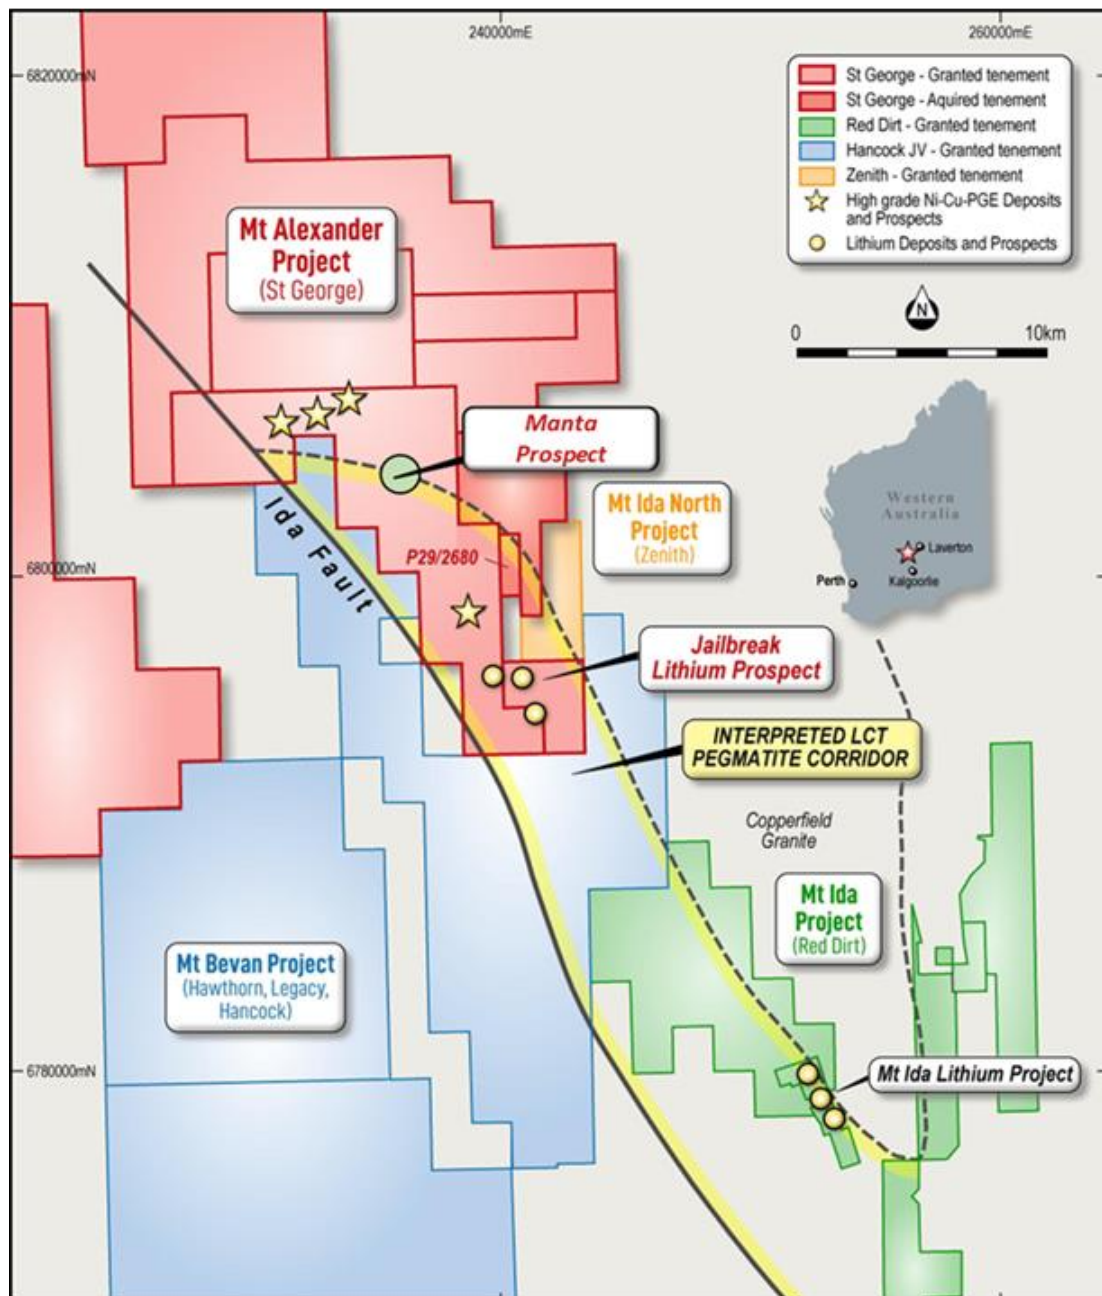 240000mE
260000mE
6820000mN
St George - Granted tenement
St George - Aquired tenement
Red Dirt - Granted tenement
Hancock JV - Granted tenement
Zenith - Granted tenement
High grade Ni-Cu-PGE Deposits
and Prospects
Lithium Deposits and Prospects
Mt Alexander
Project
(St George)
N
0
10km
Manta
Prospect
Western
Australia
Laverton
Kalgoorlie
Perth
Mt Ida North
Project
(Zenith)
Ida Fault
P29/2680
6800000mN
Jailbreak
Lithium Prospect
INTERPRETED LCT
PEGMATITE CORRIDOR
Copperfield
Granite
Mt Ida
Project
(Red Dirt)
Mt Bevan Project
(Hawthorn, Legacy,
Hancock)
6780000mN
Mt Ida Lithium Project